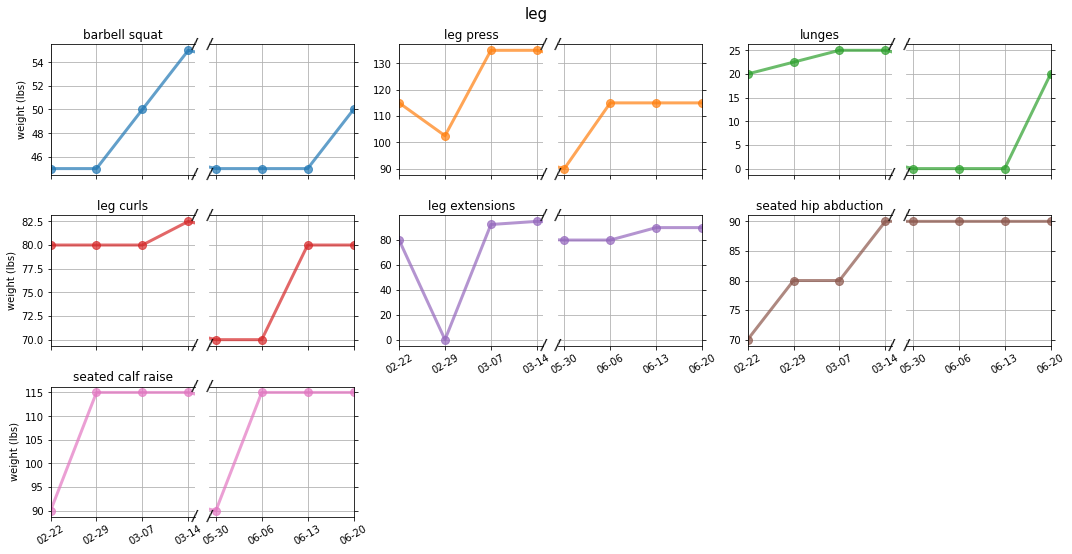 leg
barbell squat
weight (lbs)
54
52
50
48
46
leg press
130
120
110
100
90
lunges
25
20
15
10
5
0
leg curls
weight (lbs)
82.5
80.0
77.5
75.0
72.5
70.0
leg extensions
80
60
40
20
0
02-22 02-29 03-07 03-14 05-30 06-06 06-13 06-20
seated hip abduction
90
85
80
75
70
02-22 02-29 03-07 03-14 05-30 06-06 06-13 06-20
seated calf raise
weight (lbs)
115
110
105
100
95
90
02-22 02-29 03-07 03-14 05-30 06-06 06-13 06-20